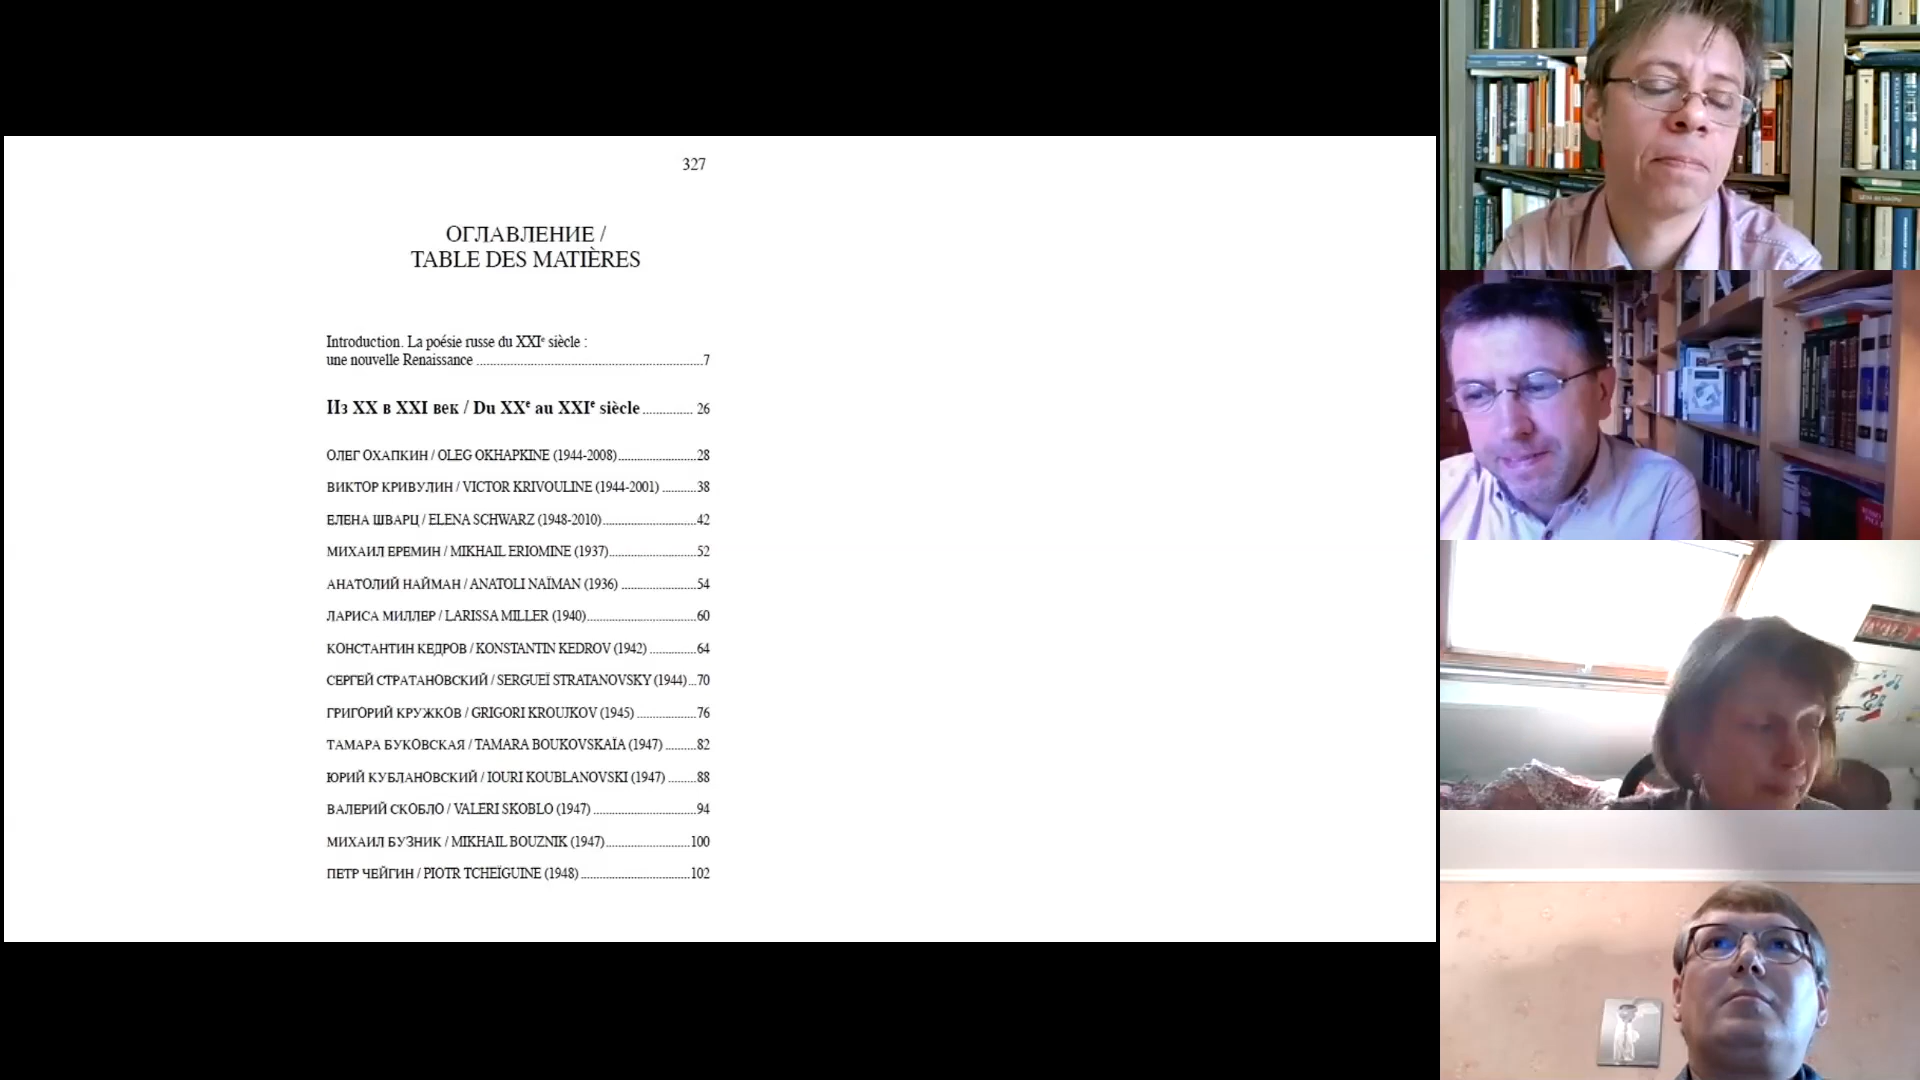 327
ОГЛАВЛЕНИЕ /
TABLE DES MATIÈRES
Introduction. La poésie russe du XXIe siècle :
une nouvelle Renaissance ................................................................7
Из XX в XXI век / Du XXe au XXIe siècle .............. 26
ОЛЕГ ОХАПКИН / OLEG OKHAPKINE (1944-2008)........................28
ВИКТОР КРИВУЛИН / VICTOR KRIVOULINE (1944-2001) ..........38
ЕЛЕНА ШВАРЦ / ELENA SCHWARZ (1948-2010)............................42
МИХАИЛ ЕРЕМИН / MIKHAIL ERIOMINE (1937)..........................52
АНАТОЛИЙ НАЙМАН / ANATOLI NAÏMAN (1936) ......................54
ЛАРИСА МИЛЛЕР / LARISSA MILLER (1940)................................60
КОНСТАНТИН КЕДРОВ / KONSTANTIN KEDROV (1942) .............64
СЕРГЕЙ СТРАТАНОВСКИЙ / SERGUEÏ STRATANOVSKY (1944)...70
ГРИГОРИЙ КРУЖКОВ / GRIGORI KROUJKOV (1945) .................76
ТАМАРА БУКОВСКАЯ / TAMARA BOUKOVSKAÏA (1947) .........82
ЮРИЙ КУБЛАНОВСКИЙ / IOURI KOUBLANOVSKI (1947) ........88
ВАЛЕРИЙ СКОБЛО / VALERI SKOBLO (1947) ..............................94
МИХАИЛ БУЗНИК / MIKHAIL BOUZNIK (1947).........................100
ПЕТР ЧЕЙГИН / PIOTR TCHEÏGUINE (1948) ................................102